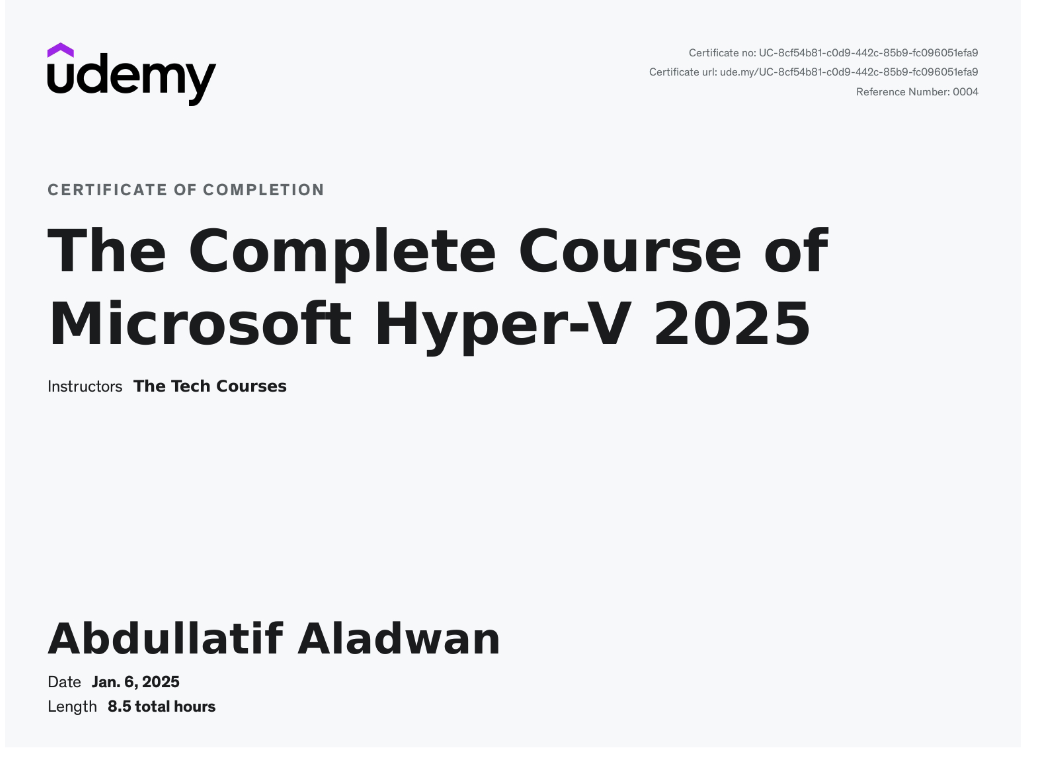 udemy
Certificate no: UC-8cf54b81-c0d9-442c-85b9-fc096051efa9
Certificate url: ude.my/UC-8cf54b81-c0d9-442c-85b9-fc096051efa9
Reference Number: 0004
CERTIFICATE OF COMPLETION
The Complete Course of
Microsoft Hyper-V 2025
Instructors The Tech Courses
Abdullatif Aladwan
Date Jan. 6, 2025
Length 8.5 total hours